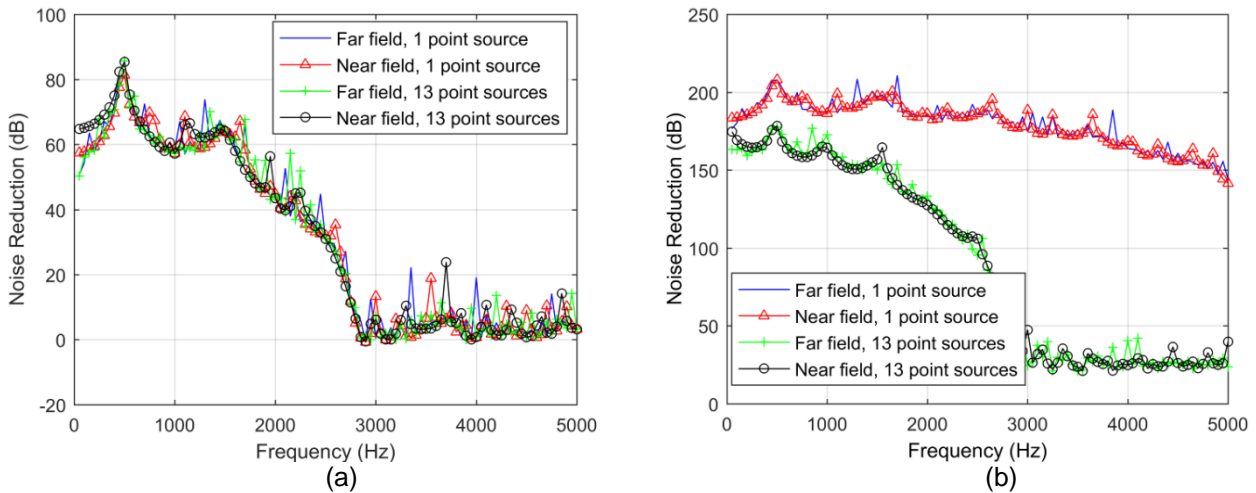 100
80
60
40
20
0
-20
Noise Reduction (dB)
Far field, 1 point source
Near field, 1 point source
Far field, 13 point sources
Near field, 13 point sources
0 1000 2000 3000 4000 5000
Frequency (Hz)
(a)
250
200
150
100
50
0
Noise Reduction (dB)
Far field, 1 point source
Near field, 1 point source
Far field, 13 point sources
Near field, 13 point sources
0 1000 2000 3000 4000 5000
Frequency (Hz)
(b)